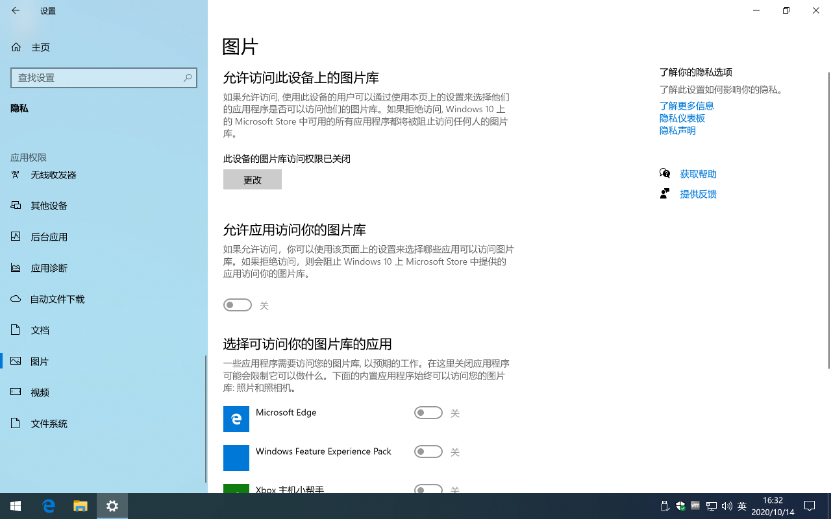 设置
主页
查找设置
隐私
应用权限
无线收发器
其他设备
后台应用
应用诊断
自动文件下载
文档
图片
视频
文件系统
图片
允许访问此设备上的图片库
如果允许访问, 使用此设备的用户可以通过使用本页上的设置来选择他们
的应用程序是否可以访问他们的图片库。如果拒绝访问, Windows 10 上
的 Microsoft Store 中可用的所有应用程序都将被阻止访问任何人的图片
库。
此设备的图片库访问权限已关闭
更改
允许应用访问你的图片库
如果允许访问，你可以使用该页面上的设置来选择哪些应用可以访问图片
库。如果拒绝访问，则会阻止 Windows 10 上 Microsoft Store 中提供的
应用访问你的图片库。
关
选择可访问你的图片库的应用
一些应用程序需要访问您的图片库, 以预期的工作。在这里关闭应用程序
可能会限制它可以做什么。下面的内置应用程序始终可以访问您的图片
库: 照片和照相机。
Microsoft Edge
关
Windows Feature Experience Pack
关
Xbox 主机小帮手
关
了解你的隐私选项
了解此设置如何影响你的隐私。
了解更多信息
隐私仪表板
隐私声明
获取帮助
提供反馈
英
16:32
2020/10/14